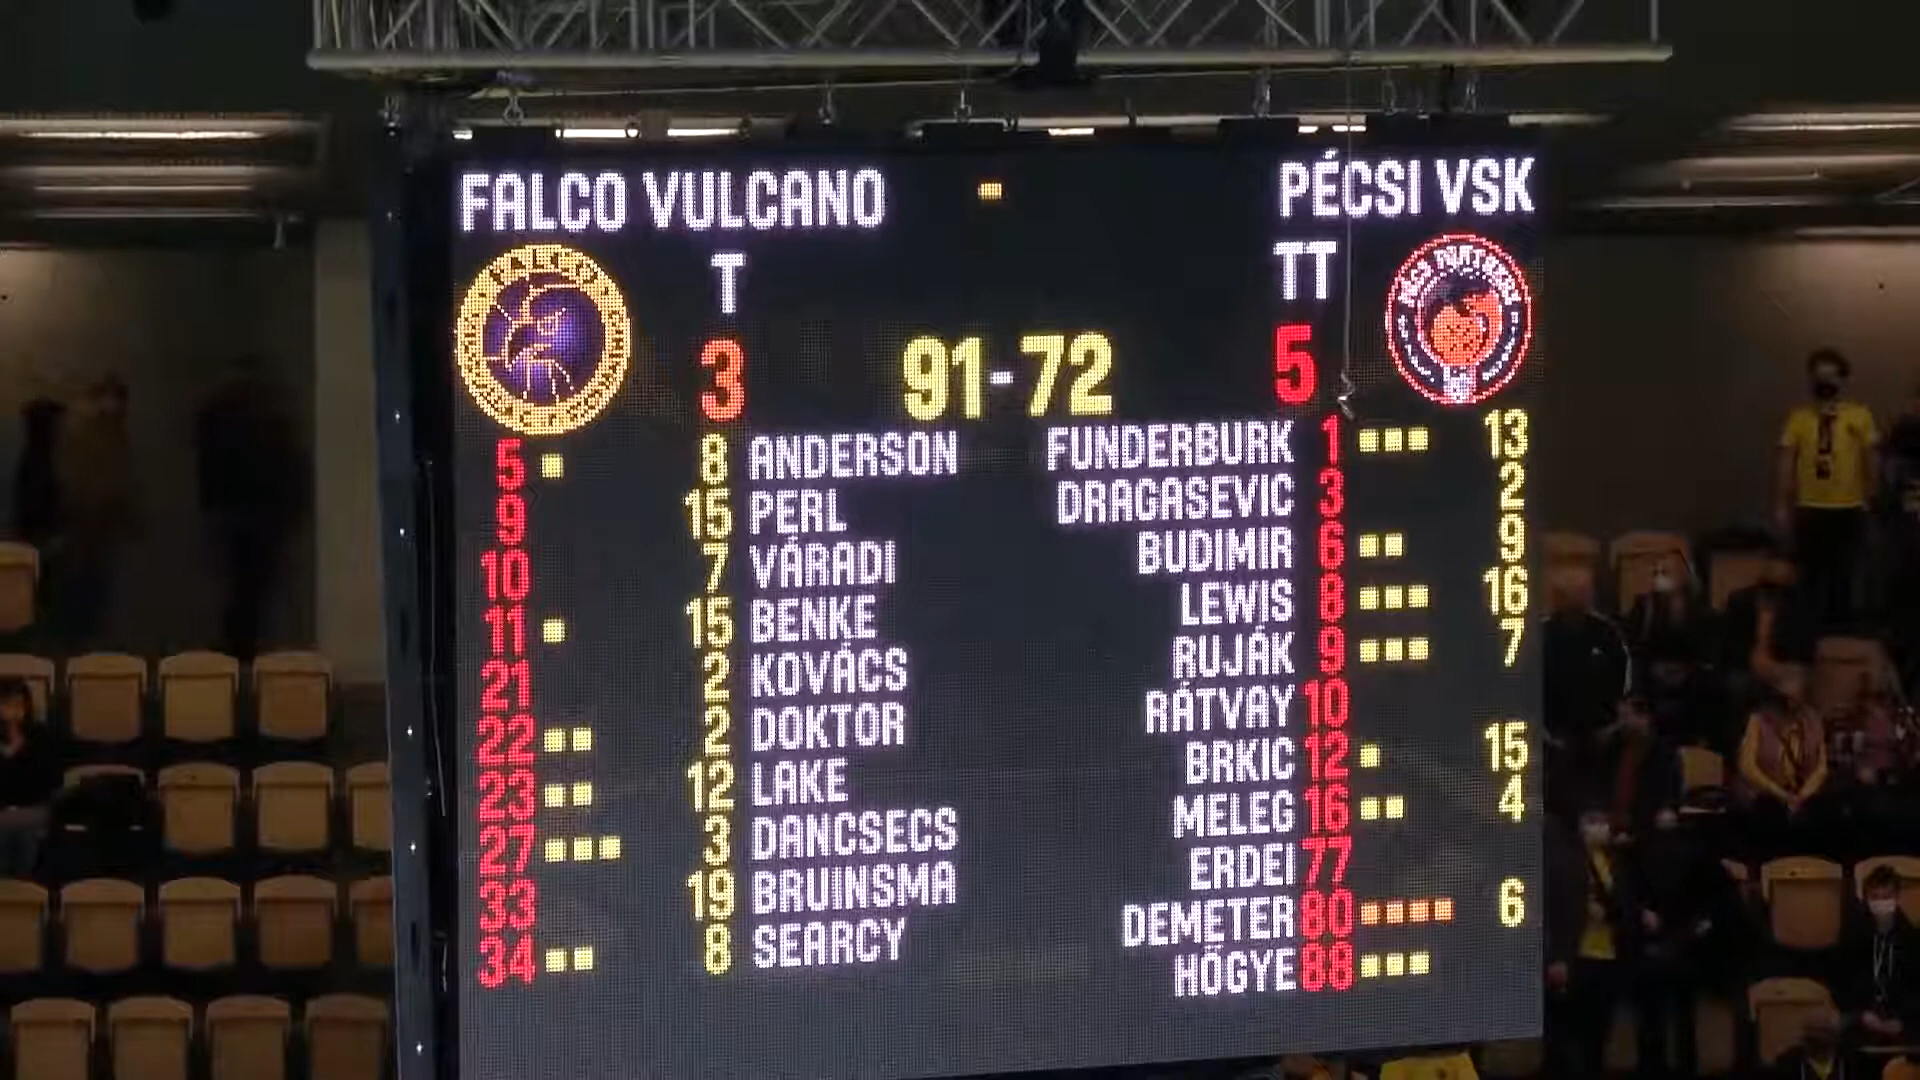 FALCO VULCANO PÉCSI VSK
T TT
3 91-72 5
5 8 ANDERSON FUNDERBURK 1 13
9 15 PERL DRAGASEVIC 3 2
10 7 VÁRADI BUDIMIR 6 9
11 15 BENKE LEWIS 8 16
21 2 KOVÁCS RUJÁK 9 7
22 2 DOKTOR RÁTVAY 10
23 12 LAKE BRKIC 12 15
27 3 DANCSECS MELEG 16 4
33 19 BRUINSMA ERDEI 77
34 8 SEARCY DEMETER 80 6
HŐGYE 88
FALCO